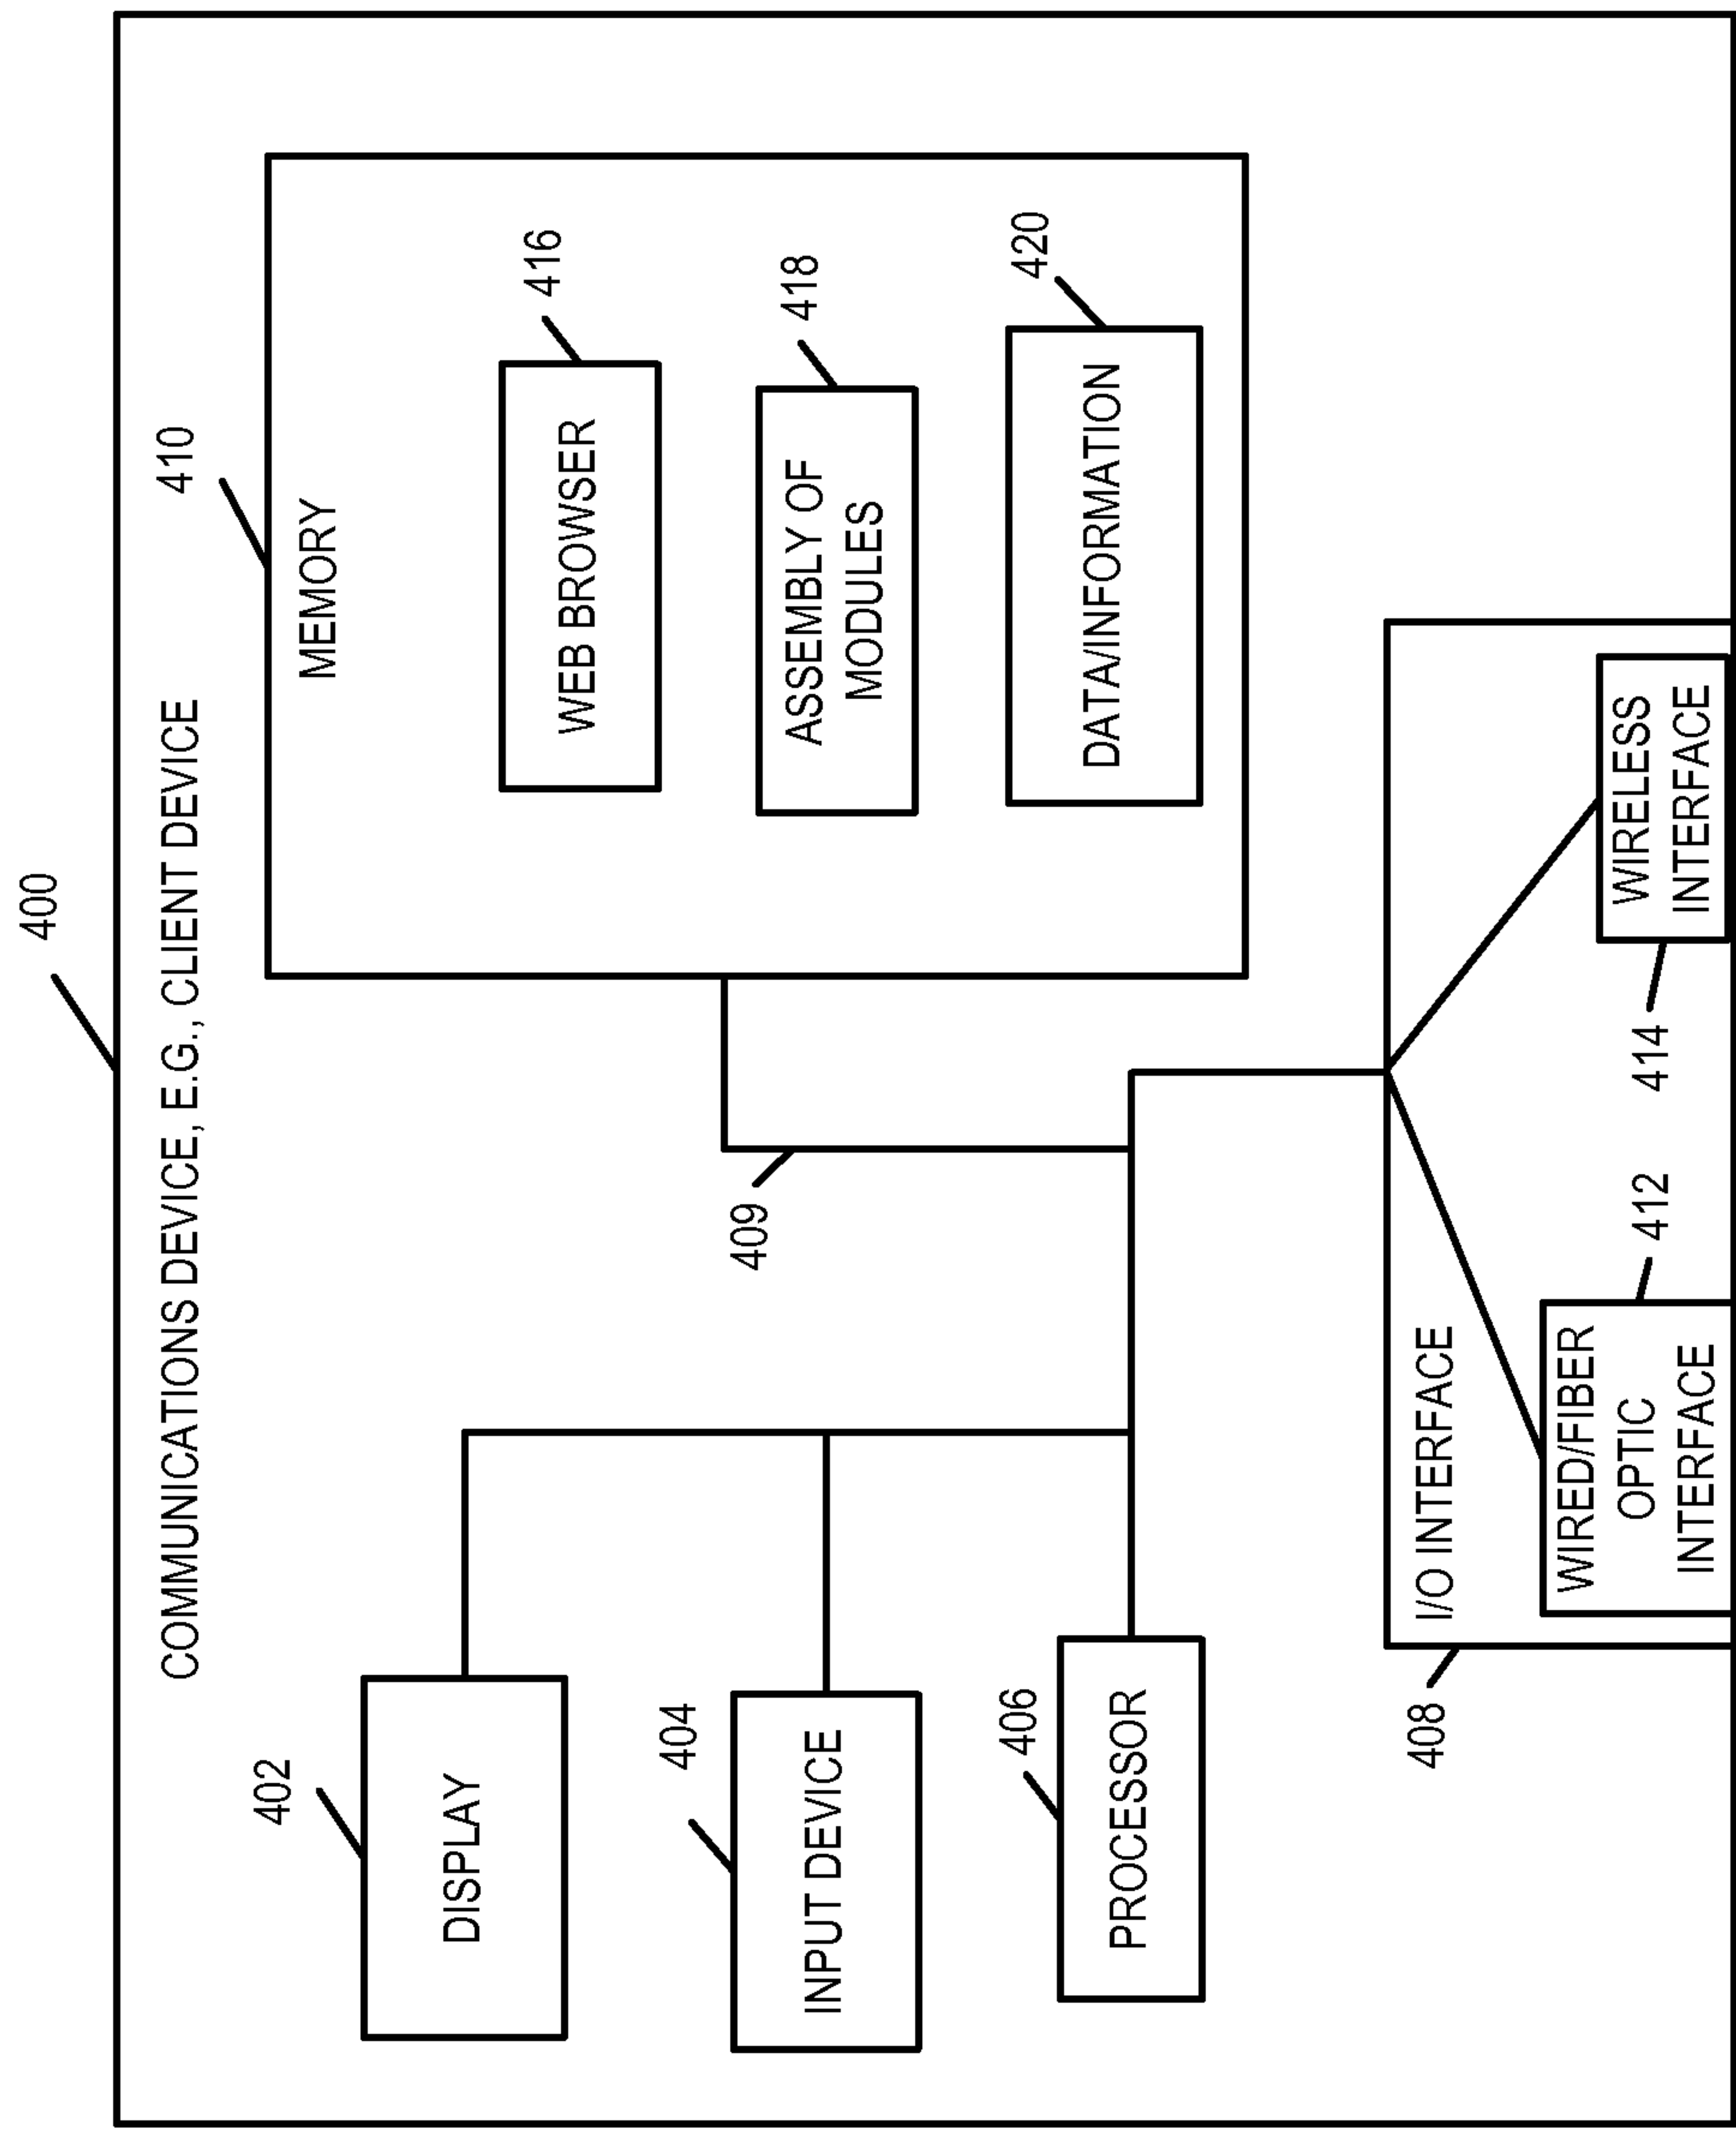 400
COMMUNICATIONS DEVICE, E.G., CLIENT DEVICE
410
402
DISPLAY
404
INPUT DEVICE
406
PROCESSOR
409
MEMORY
416
WEB BROWSER
418
ASSEMBLY OF
MODULES
420
DATA/INFORMATION
408
I/O INTERFACE
WIRED/FIBER
OPTIC
INTERFACE
412
414
WIRELESS
INTERFACE